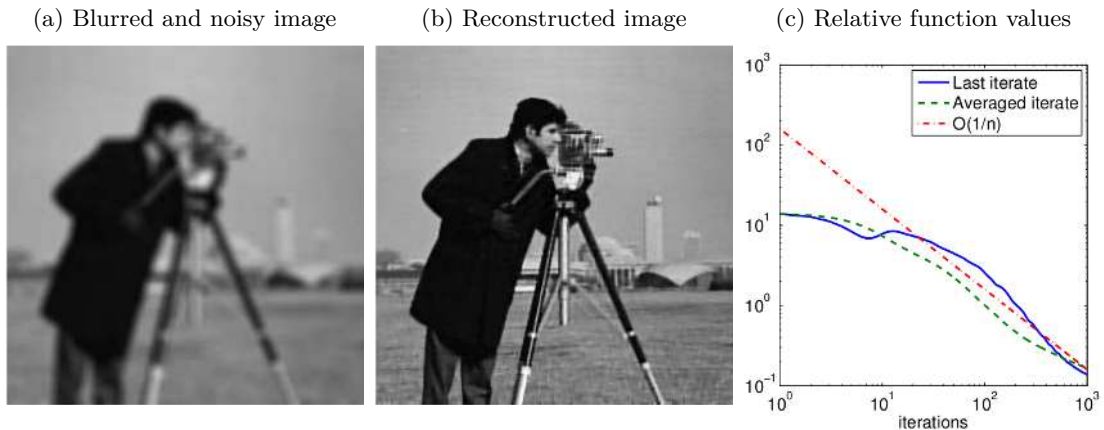 (a) Blurred and noisy image
(b) Reconstructed image
(c) Relative function values
10^3
Last iterate
Averaged iterate
O(1/n)
10^2
10^1
10^0
10^-1
10^0 10^1 10^2 10^3
iterations